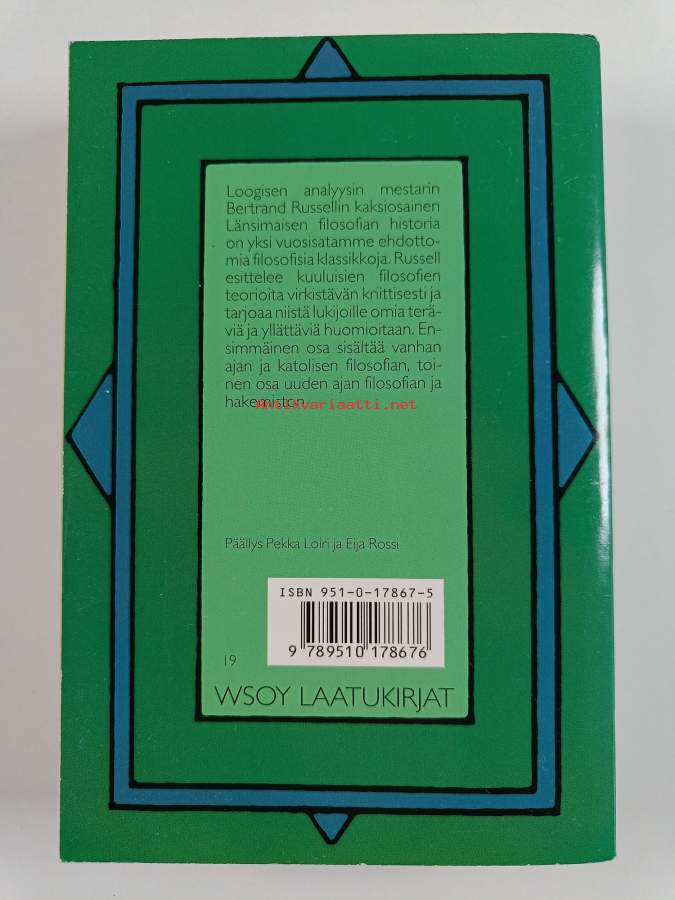 Loogisen analyysin mestarin
Bertrand Russellin kaksiosainen
Länsimaisen filosofian historia
on yksi vuosisatamme ehdotto-
mia filosofisia klassikkoja. Russell
esittelee kuuluisien filosofien
teorioita virkistävän kriittisesti ja
tarjoaa niistä lukijoille omia terä-
viä ja yllättäviä huomioitaan. En-
simmäinen osa sisältää vanhan
ajan ja katolisen filosofian, toi-
nen osa uuden ajan filosofian ja
hakemiston.
Antikvariaatti.net
Päällys Pekka Loiri ja Eija Rossi
ISBN 951-0-17867-5
9 789510 178676
19
WSOY LAATUKIRJAT